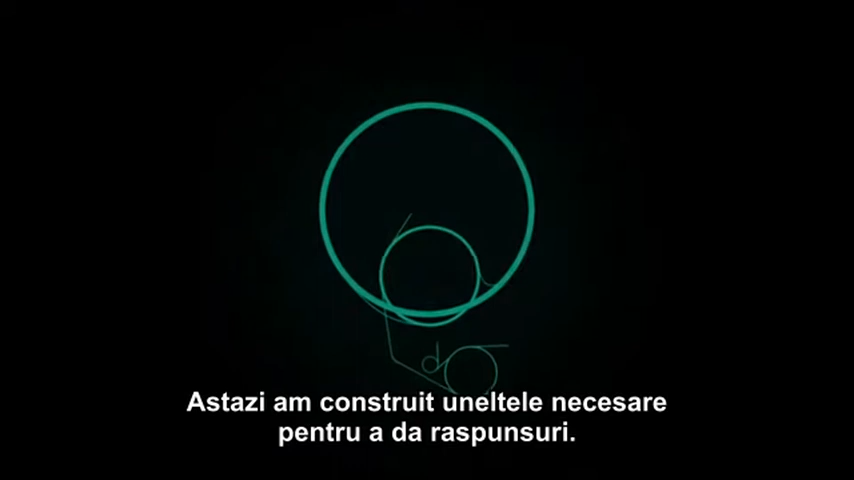 Astazi am construit uneltele necesare
pentru a da raspunsuri.